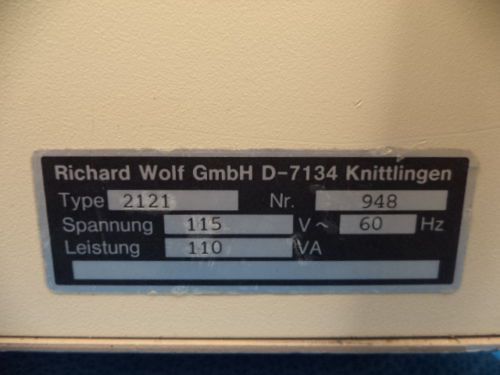 Richard Wolf GmbH D-7134 Knittlingen
Type 2121 Nr. 948
Spannung 115 V~ 60 Hz
Leistung 110 VA